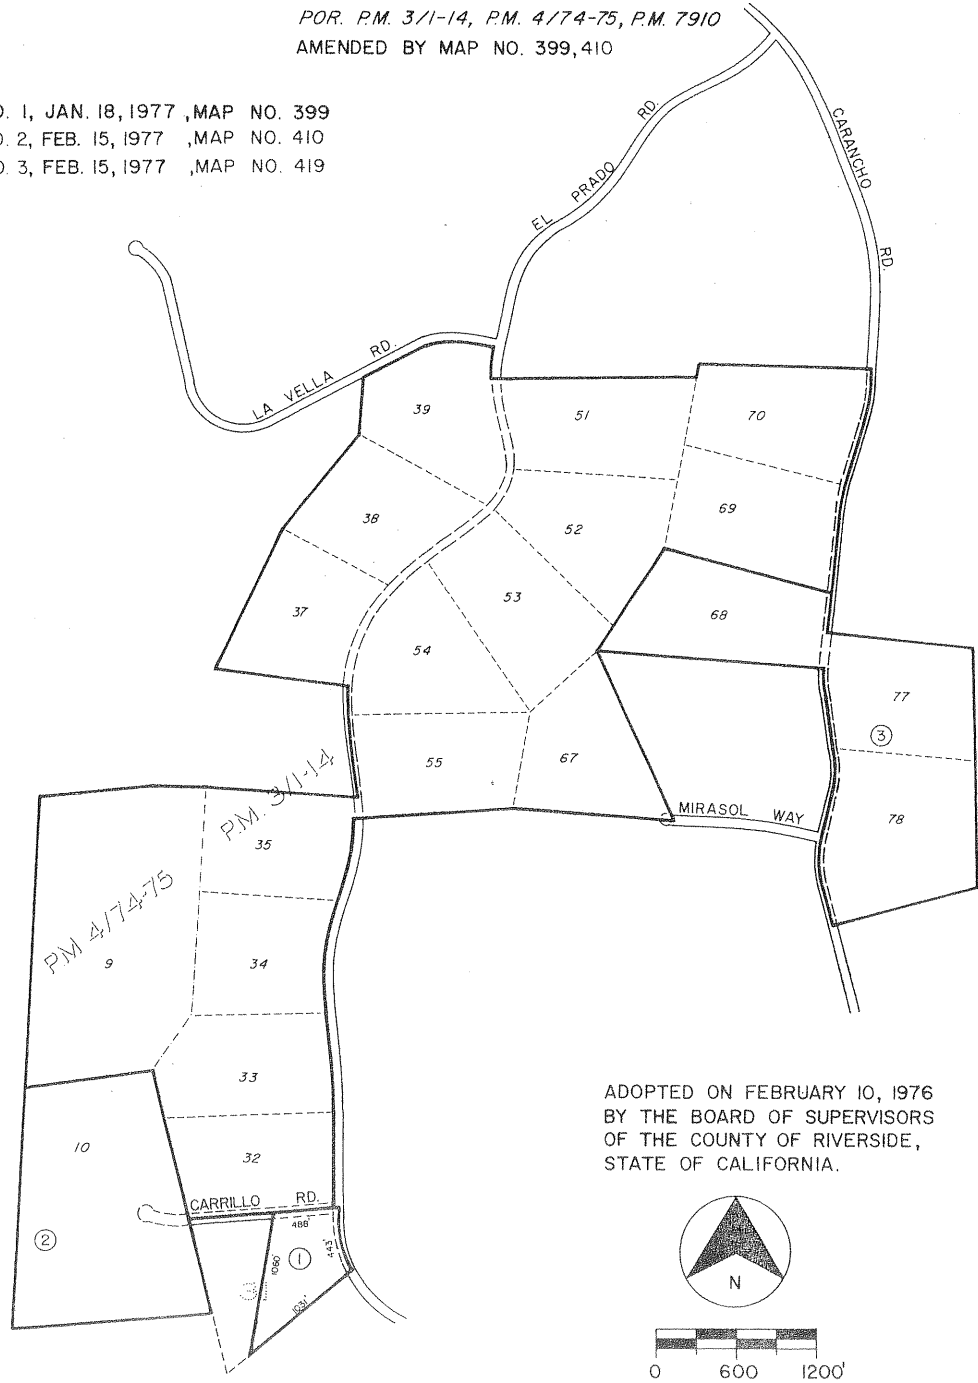 POR. P.M. 3/1-14, P.M. 4/74-75, P.M. 7910
AMENDED BY MAP NO. 399,410
O. 1, JAN. 18, 1977 ,MAP NO. 399
O. 2, FEB. 15, 1977 ,MAP NO. 410
O. 3, FEB. 15, 1977 ,MAP NO. 419
EL PRADO RD.
CARANCHO RD.
LA VELLA RD.
39
51
70
38
52
69
37
53
68
54
77
3
55
67
78
MIRASOL WAY
P.M. 3/1-14
35
P.M. 4/74-75
9
34
33
10
32
CARRILLO RD.
2
1
486'
443'
1060'
1031'
ADOPTED ON FEBRUARY 10, 1976
BY THE BOARD OF SUPERVISORS
OF THE COUNTY OF RIVERSIDE,
STATE OF CALIFORNIA.
N
0 600 1200'